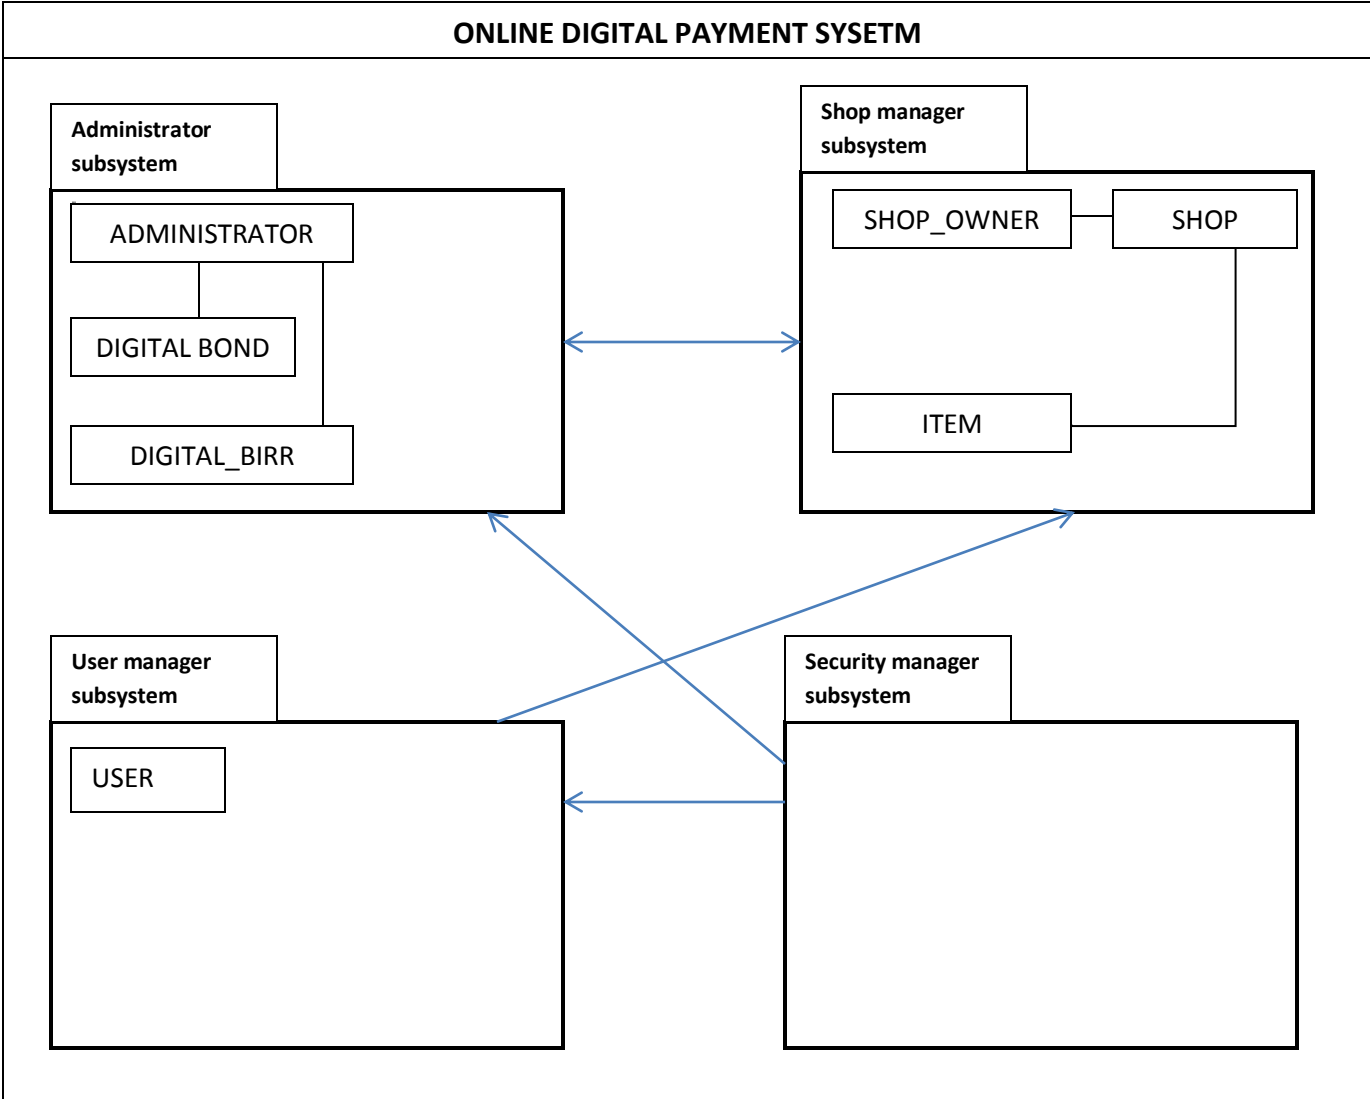 ONLINE DIGITAL PAYMENT SYSETM
Administrator
subsystem
ADMINISTRATOR
DIGITAL BOND
DIGITAL_BIRR
Shop manager
subsystem
SHOP_OWNER
SHOP
ITEM
User manager
subsystem
USER
Security manager
subsystem